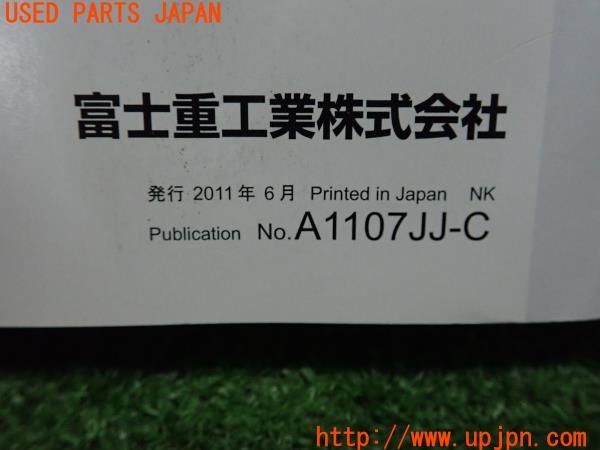 USED PARTS JAPAN
富士重工業株式会社
発行 2011年 6月 Printed in Japan NK
Publication No.A1107JJ-C
http://www.upjpn.com